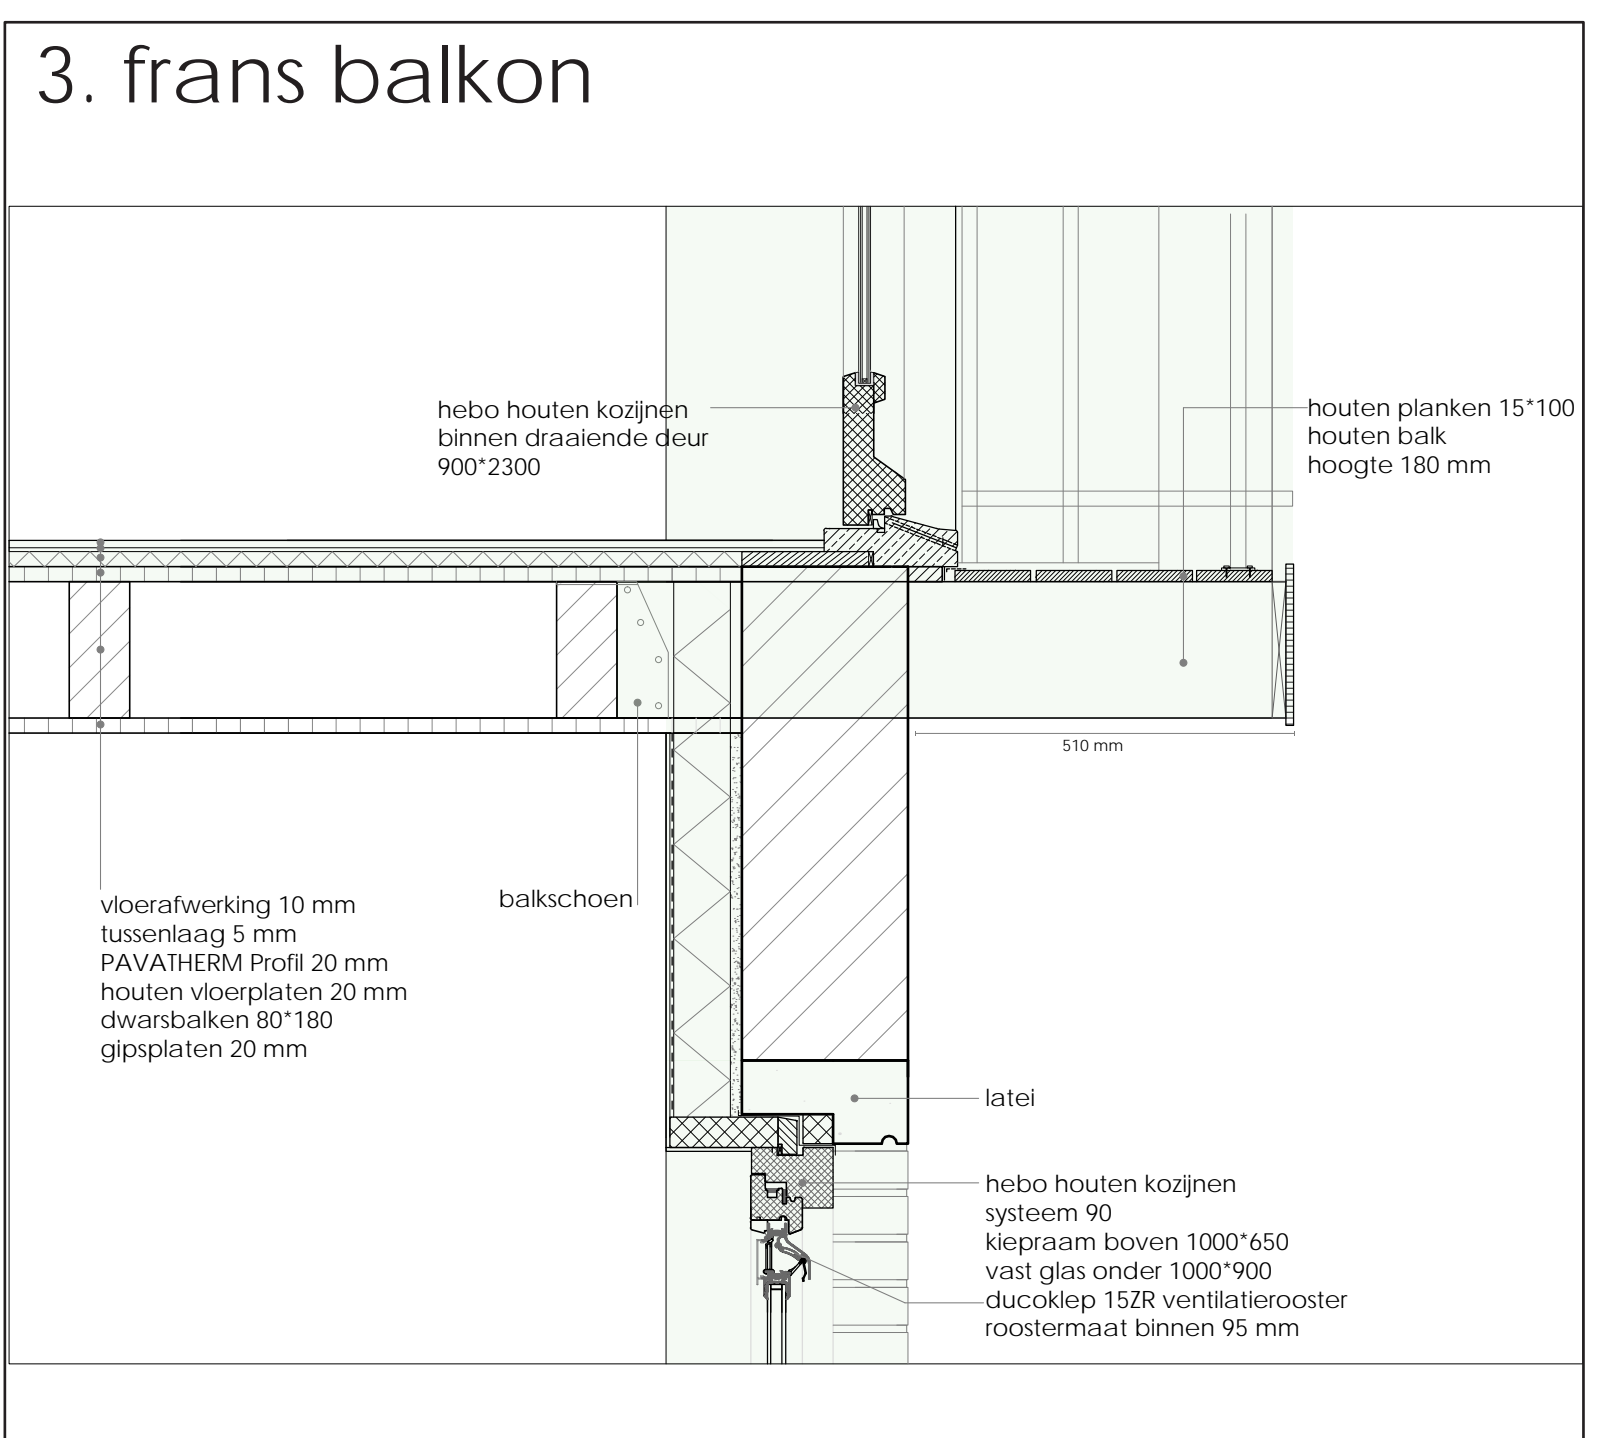 3. frans balkon
hebo houten kozijnen
binnen draaiende deur
900*2300
houten planken 15*100
houten balk
hoogte 180 mm
510 mm
vloerafwerking 10 mm
tussenlaag 5 mm
PAVATHERM Profil 20 mm
houten vloerplaten 20 mm
dwarsbalken 80*180
gipsplaten 20 mm
balkschoen
latei
hebo houten kozijnen
systeem 90
kiepraam boven 1000*650
vast glas onder 1000*900
ducoklep 15ZR ventilatierooster
roostermaat binnen 95 mm